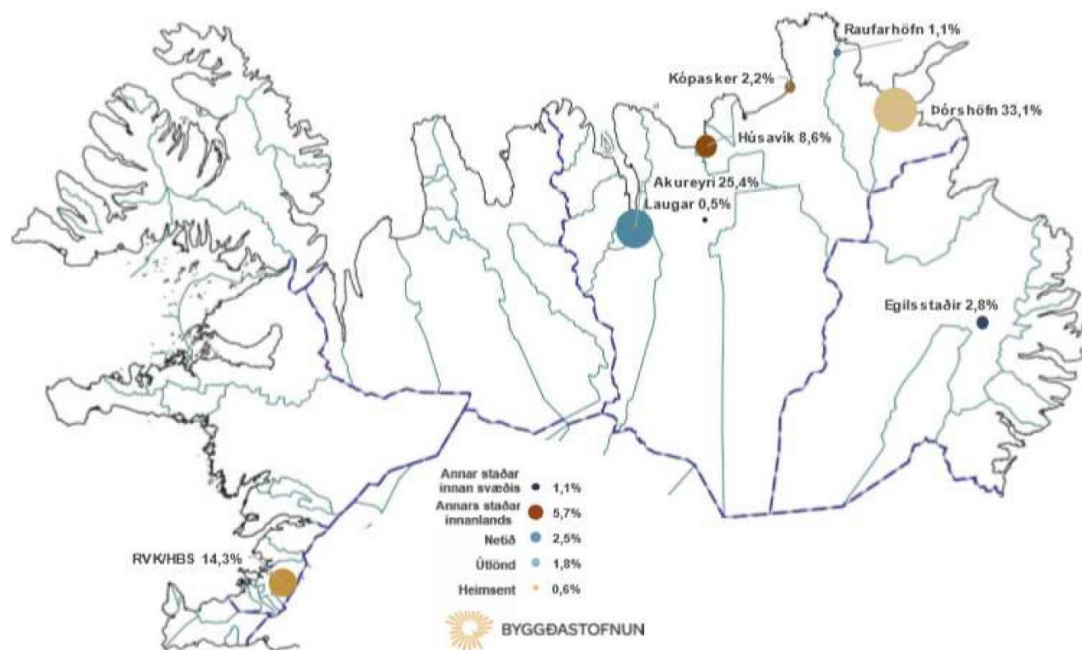 Raufarhöfn 1,1%
Kópasker 2,2%
Þórshöfn 33,1%
Húsavík 8,6%
Akureyri 25,4%
Laugar 0,5%
Egilsstaðir 2,8%
Annar staðar
innan svæðis 1,1%
Annars staðar
innanlands 5,7%
Netið 2,5%
Útlönd 1,8%
Heimsent 0,6%
RVK/HBS 14,3%
BYGGÐASTOFNUN